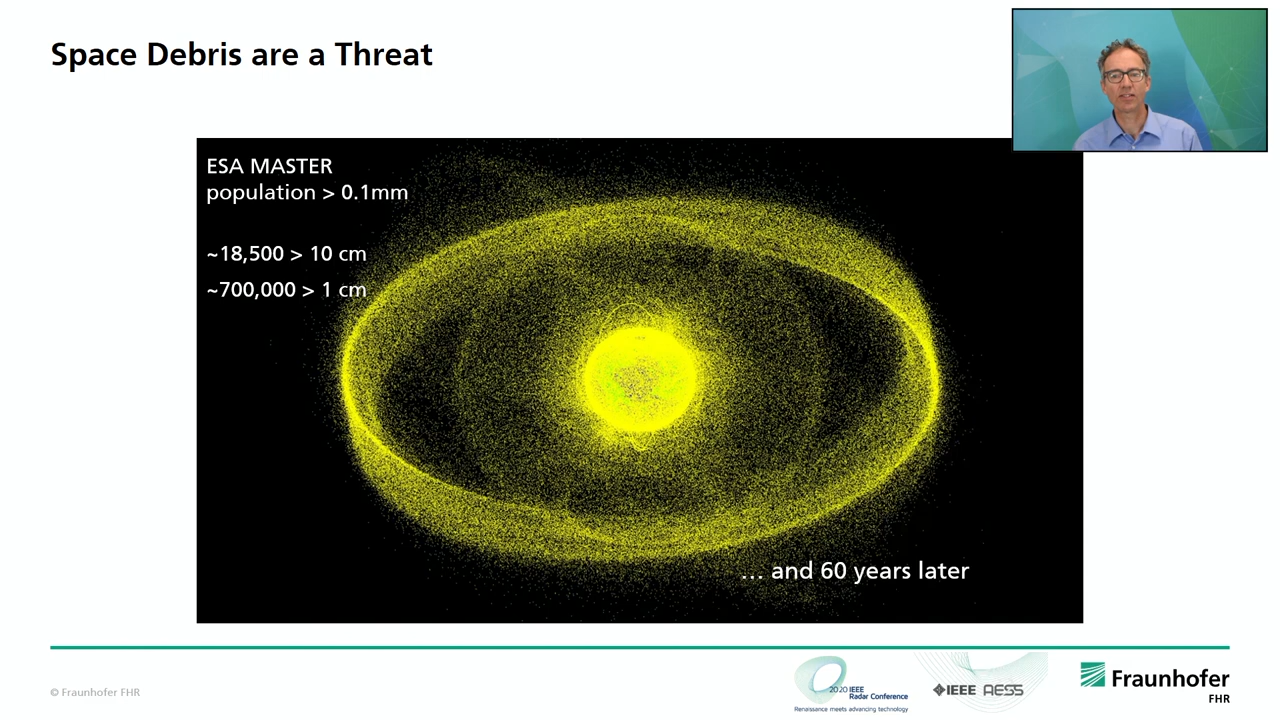 Space Debris are a Threat
ESA MASTER
population > 0.1mm
~18,500 > 10 cm
~700,000 > 1 cm
... and 60 years later
© Fraunhofer FHR
2020 IEEE
Radar Conference
Renaissance meets advancing technology
IEEE AESS
Fraunhofer
FHR